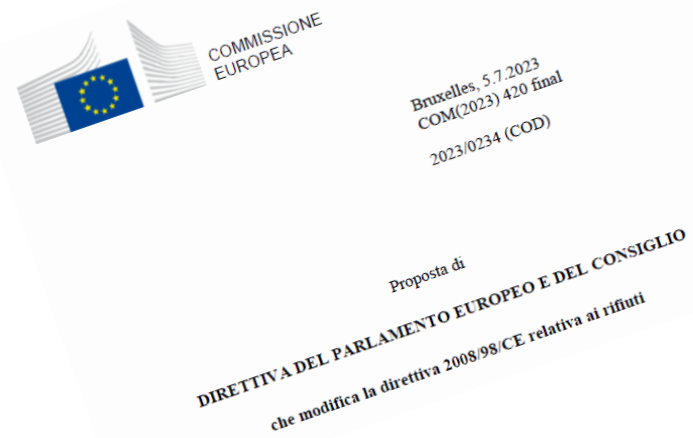 COMMISSIONE
EUROPEA
Bruxelles, 5.7.2023
COM(2023) 420 final
2023/0234 (COD)
Proposta di
DIRETTIVA DEL PARLAMENTO EUROPEO E DEL CONSIGLIO
che modifica la direttiva 2008/98/CE relativa ai rifiuti